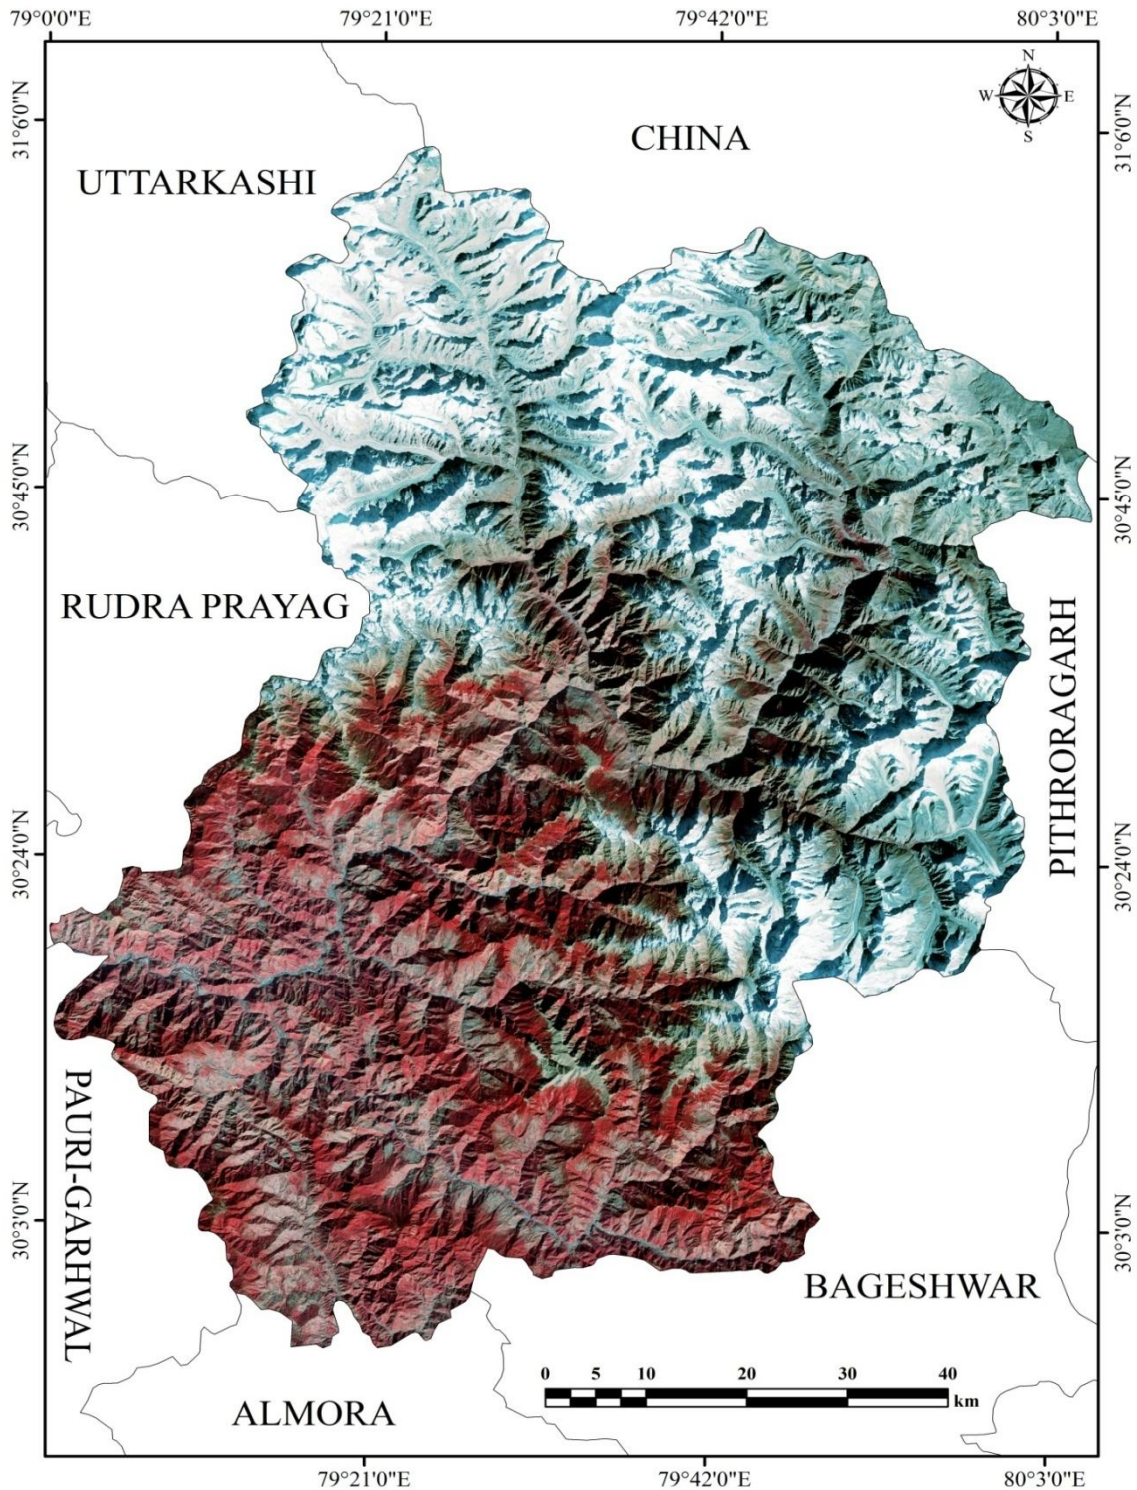 79°0'0"E 79°21'0"E 79°42'0"E 80°3'0"E
N
W E
S
31°6'0"N
31°6'0"N
CHINA
UTTARKASHI
30°45'0"N
30°45'0"N
RUDRA PRAYAG
PITHRORAGARH
30°24'0"N
30°24'0"N
PAURI-GARHWAL
30°3'0"N
30°3'0"N
BAGESHWAR
0 5 10 20 30 40
km
ALMORA
79°21'0"E 79°42'0"E 80°3'0"E